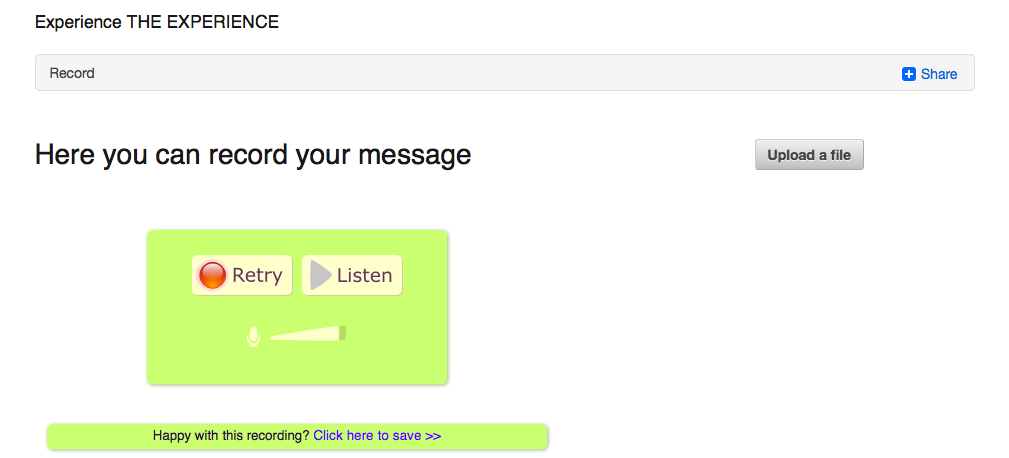 Experience THE EXPERIENCE
Record
Share
Here you can record your message
Upload a file
Retry
Listen
Happy with this recording? Click here to save >>